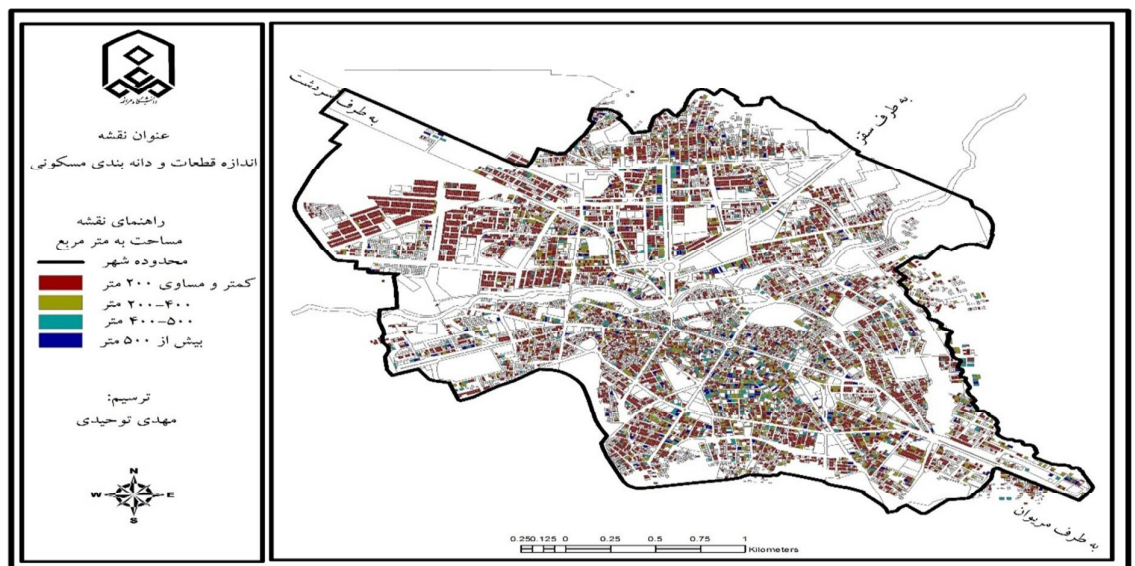 عنوان نقشه
اندازه قطعات و دانه بندی مسکونی
راهنمای نقشه
مساحت به متر مربع
محدوده شهر
کمتر و مساوی ۲۰۰ متر
۲۰۰-۴۰۰ متر
۴۰۰-۵۰۰ متر
بیش از ۵۰۰ متر
ترسیم:
مهدی توحیدی
N
W E
S
به طرف سردشت
به طرف سقز
به طرف مریوان
0.250.125 0 0.25 0.5 0.75 1
Kilometers